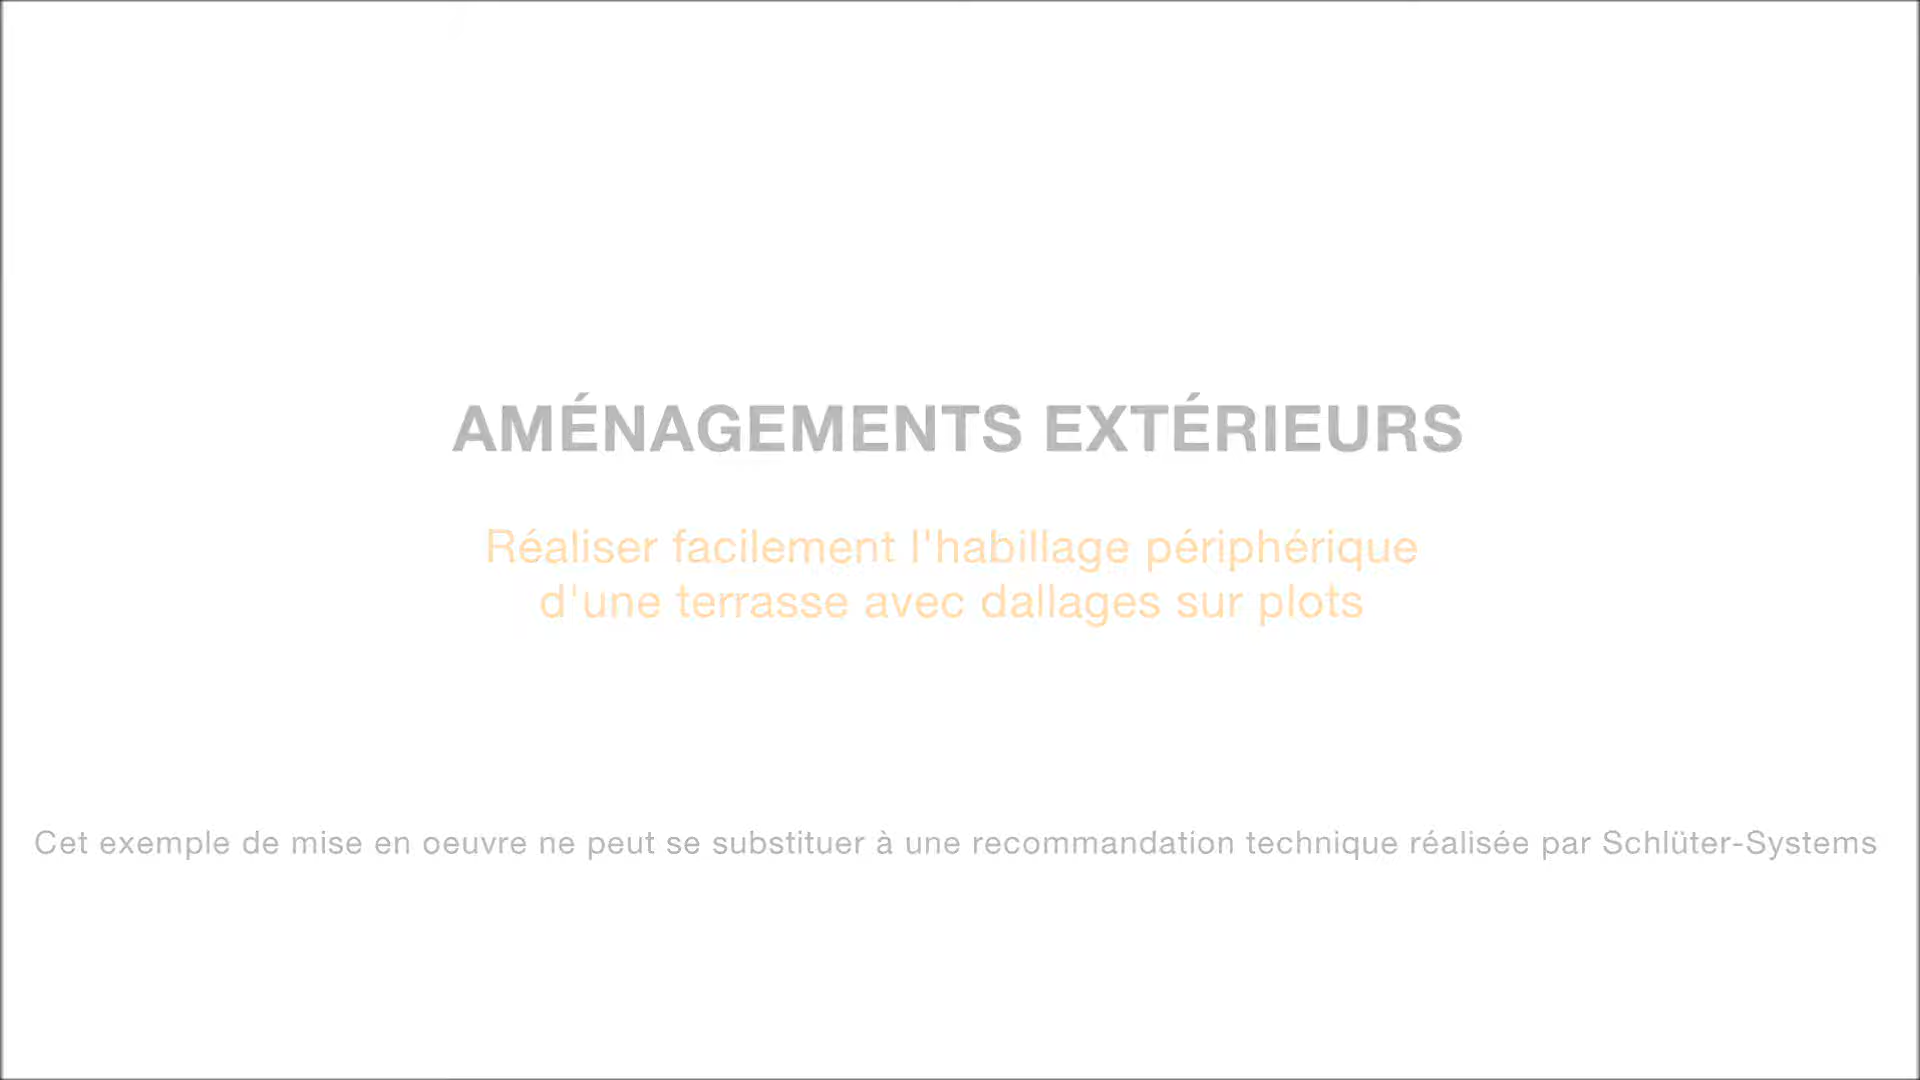 AMÉNAGEMENTS EXTÉRIEURS
Réaliser facilement l'habillage périphérique
d'une terrasse avec dallages sur plots
Cet exemple de mise en oeuvre ne peut se substituer à une recommandation technique réalisée par Schlüter-Systems